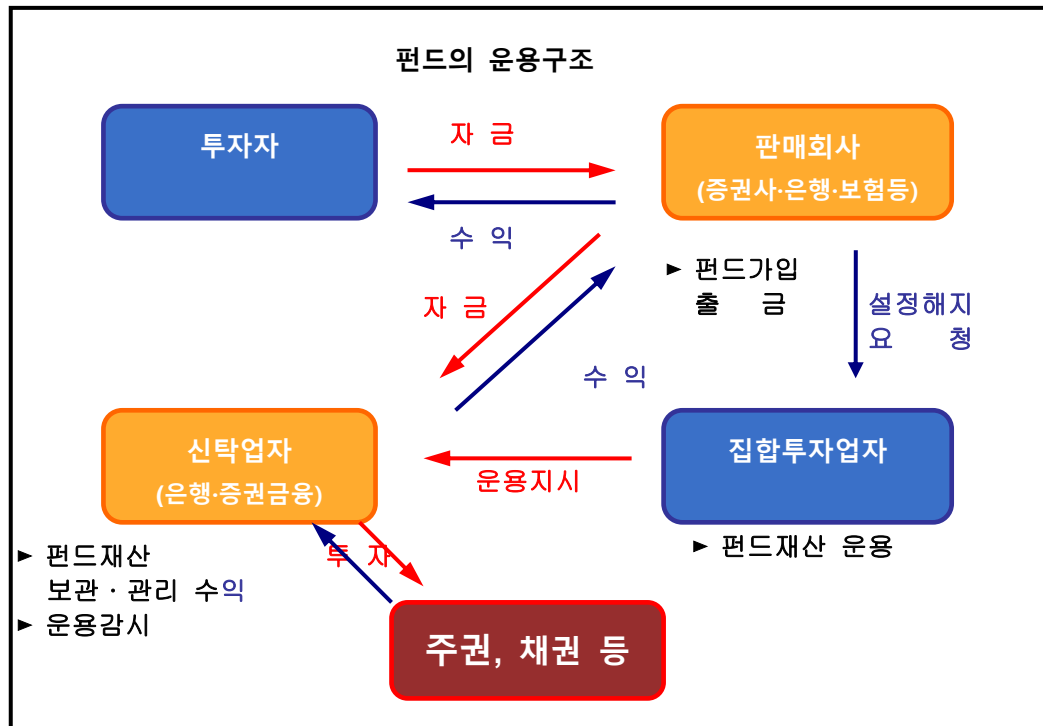 펀드의 운용구조
투자자
자 금
판매회사
(증권사·은행·보험등)
수 익
► 펀드가입
출 금
설정해지
요 청
자 금
수 익
신탁업자
(은행·증권금융)
운용지시
집합투자업자
► 펀드재산 운용
투 자
► 펀드재산
보관 · 관리 수익
► 운용감시
주권, 채권 등